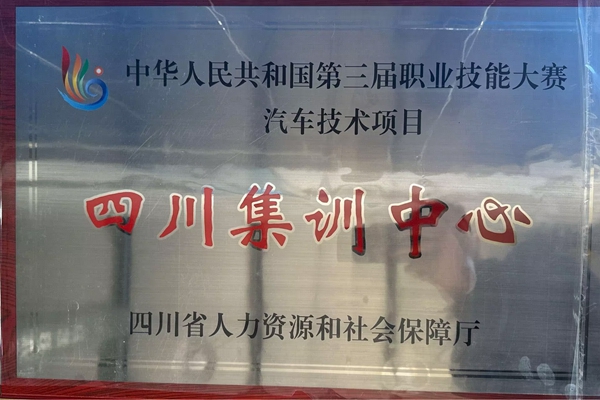 中华人民共和国第三届职业技能大赛
汽车技术项目
四川集训中心
四川省人力资源和社会保障厅